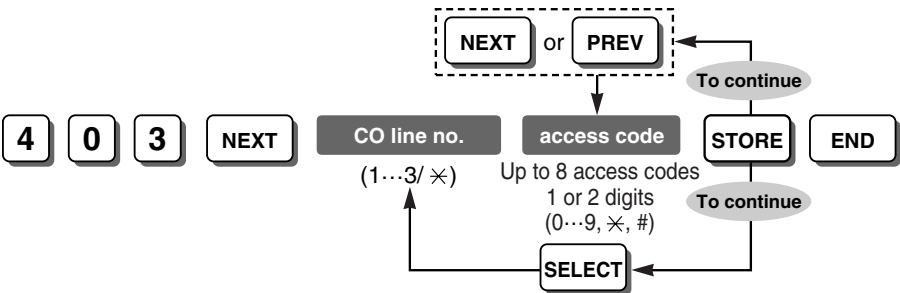 NEXT or PREV
To continue
4 0 3 NEXT CO line no. access code STORE END
(1···3/ ✳)
Up to 8 access codes
1 or 2 digits
(0···9, ✳, #)
To continue
SELECT